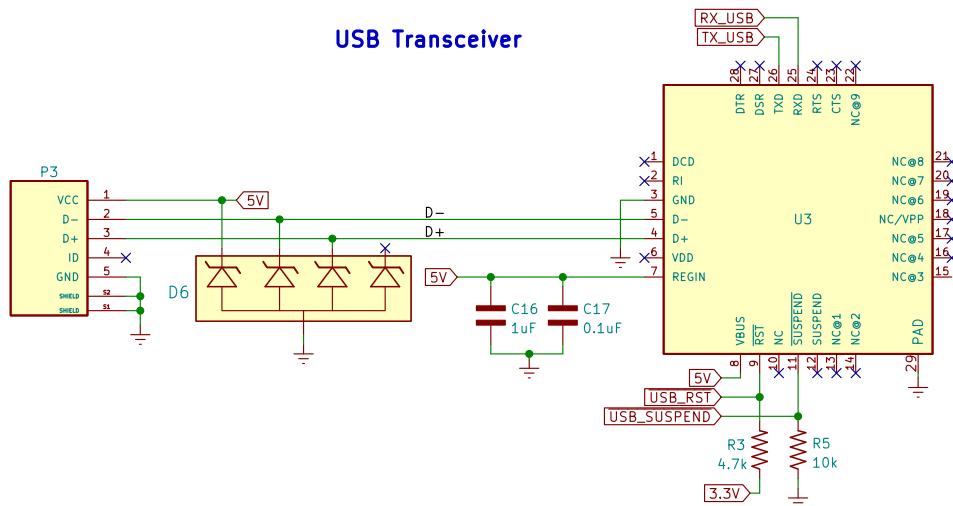 USB Transceiver
RX_USB
TX_USB
28 27 26 25 24 23 22
DTR DSR TXD RXD RTS CTS NC@9
P3
VCC 1
D- 2
D+ 3
ID 4
GND 5
SHIELD S2
SHIELD S1
5V
D-
D+
D6
5V
C16
1uF
C17
0.1uF
1 DCD
2 RI
3 GND
5 D-
4 D+
6 VDD
7 REGIN
U3
NC@8 21
NC@7 20
NC@6 19
NC/VPP 18
NC@5 17
NC@4 16
NC@3 15
VBUS RST NC SUSPEND SUSPEND NC@1 NC@2 PAD
8 9 10 11 12 13 14 29
5V
USB_RST
USB_SUSPEND
R3
4.7k
R5
10k
3.3V